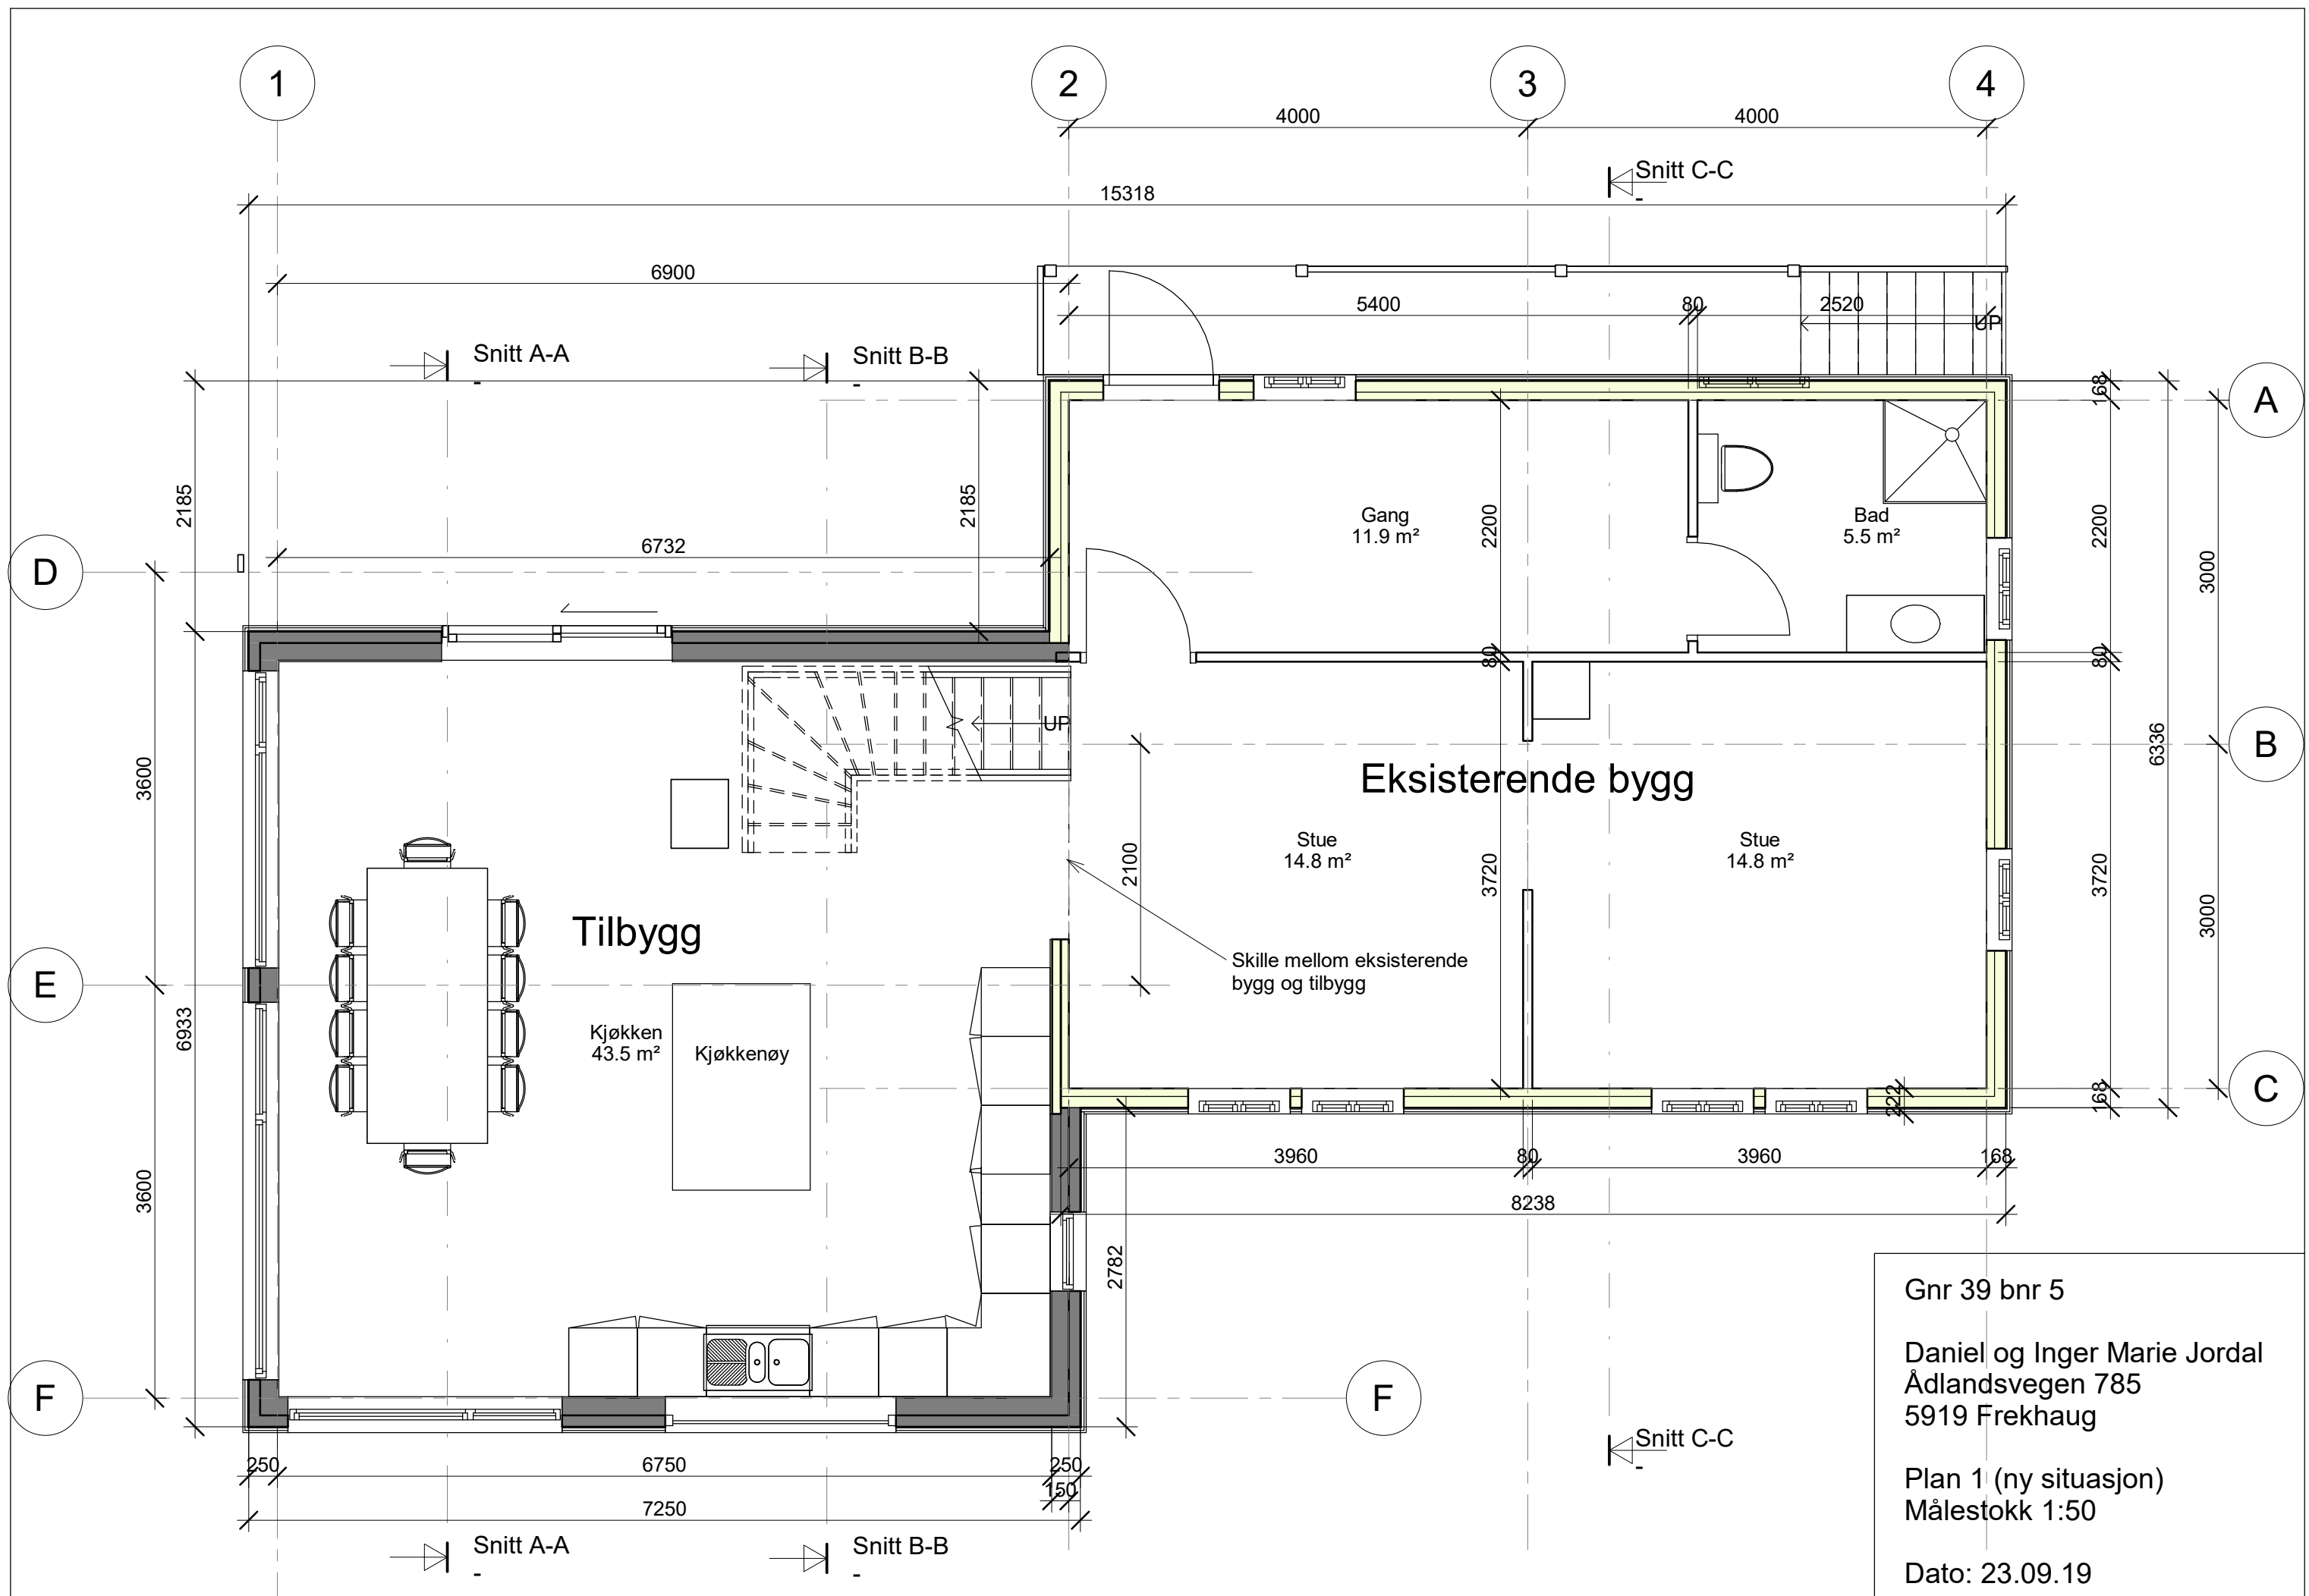 1
2
3
4
4000
4000
Snitt C-C
-
15318
6900
5400
80
2520
UP
Snitt A-A
-
Snitt B-B
-
168
A
2185
2185
2200
2200
Gang
11.9 m²
Bad
5.5 m²
6732
3000
D
80
80
UP
B
6336
3600
Eksisterende bygg
Stue
14.8 m²
Stue
14.8 m²
2100
3720
3720
3000
Tilbygg
Skille mellom eksisterende
bygg og tilbygg
E
6933
Kjøkken
43.5 m²
Kjøkkenøy
222
168
C
3960
80
3960
168
3600
8238
2782
Gnr 39 bnr 5
Daniel og Inger Marie Jordal
Ådlandsvegen 785
5919 Frekhaug
F
F
Snitt C-C
-
250
6750
250
150
7250
Plan 1 (ny situasjon)
Målestokk 1:50
Snitt A-A
-
Snitt B-B
-
Dato: 23.09.19